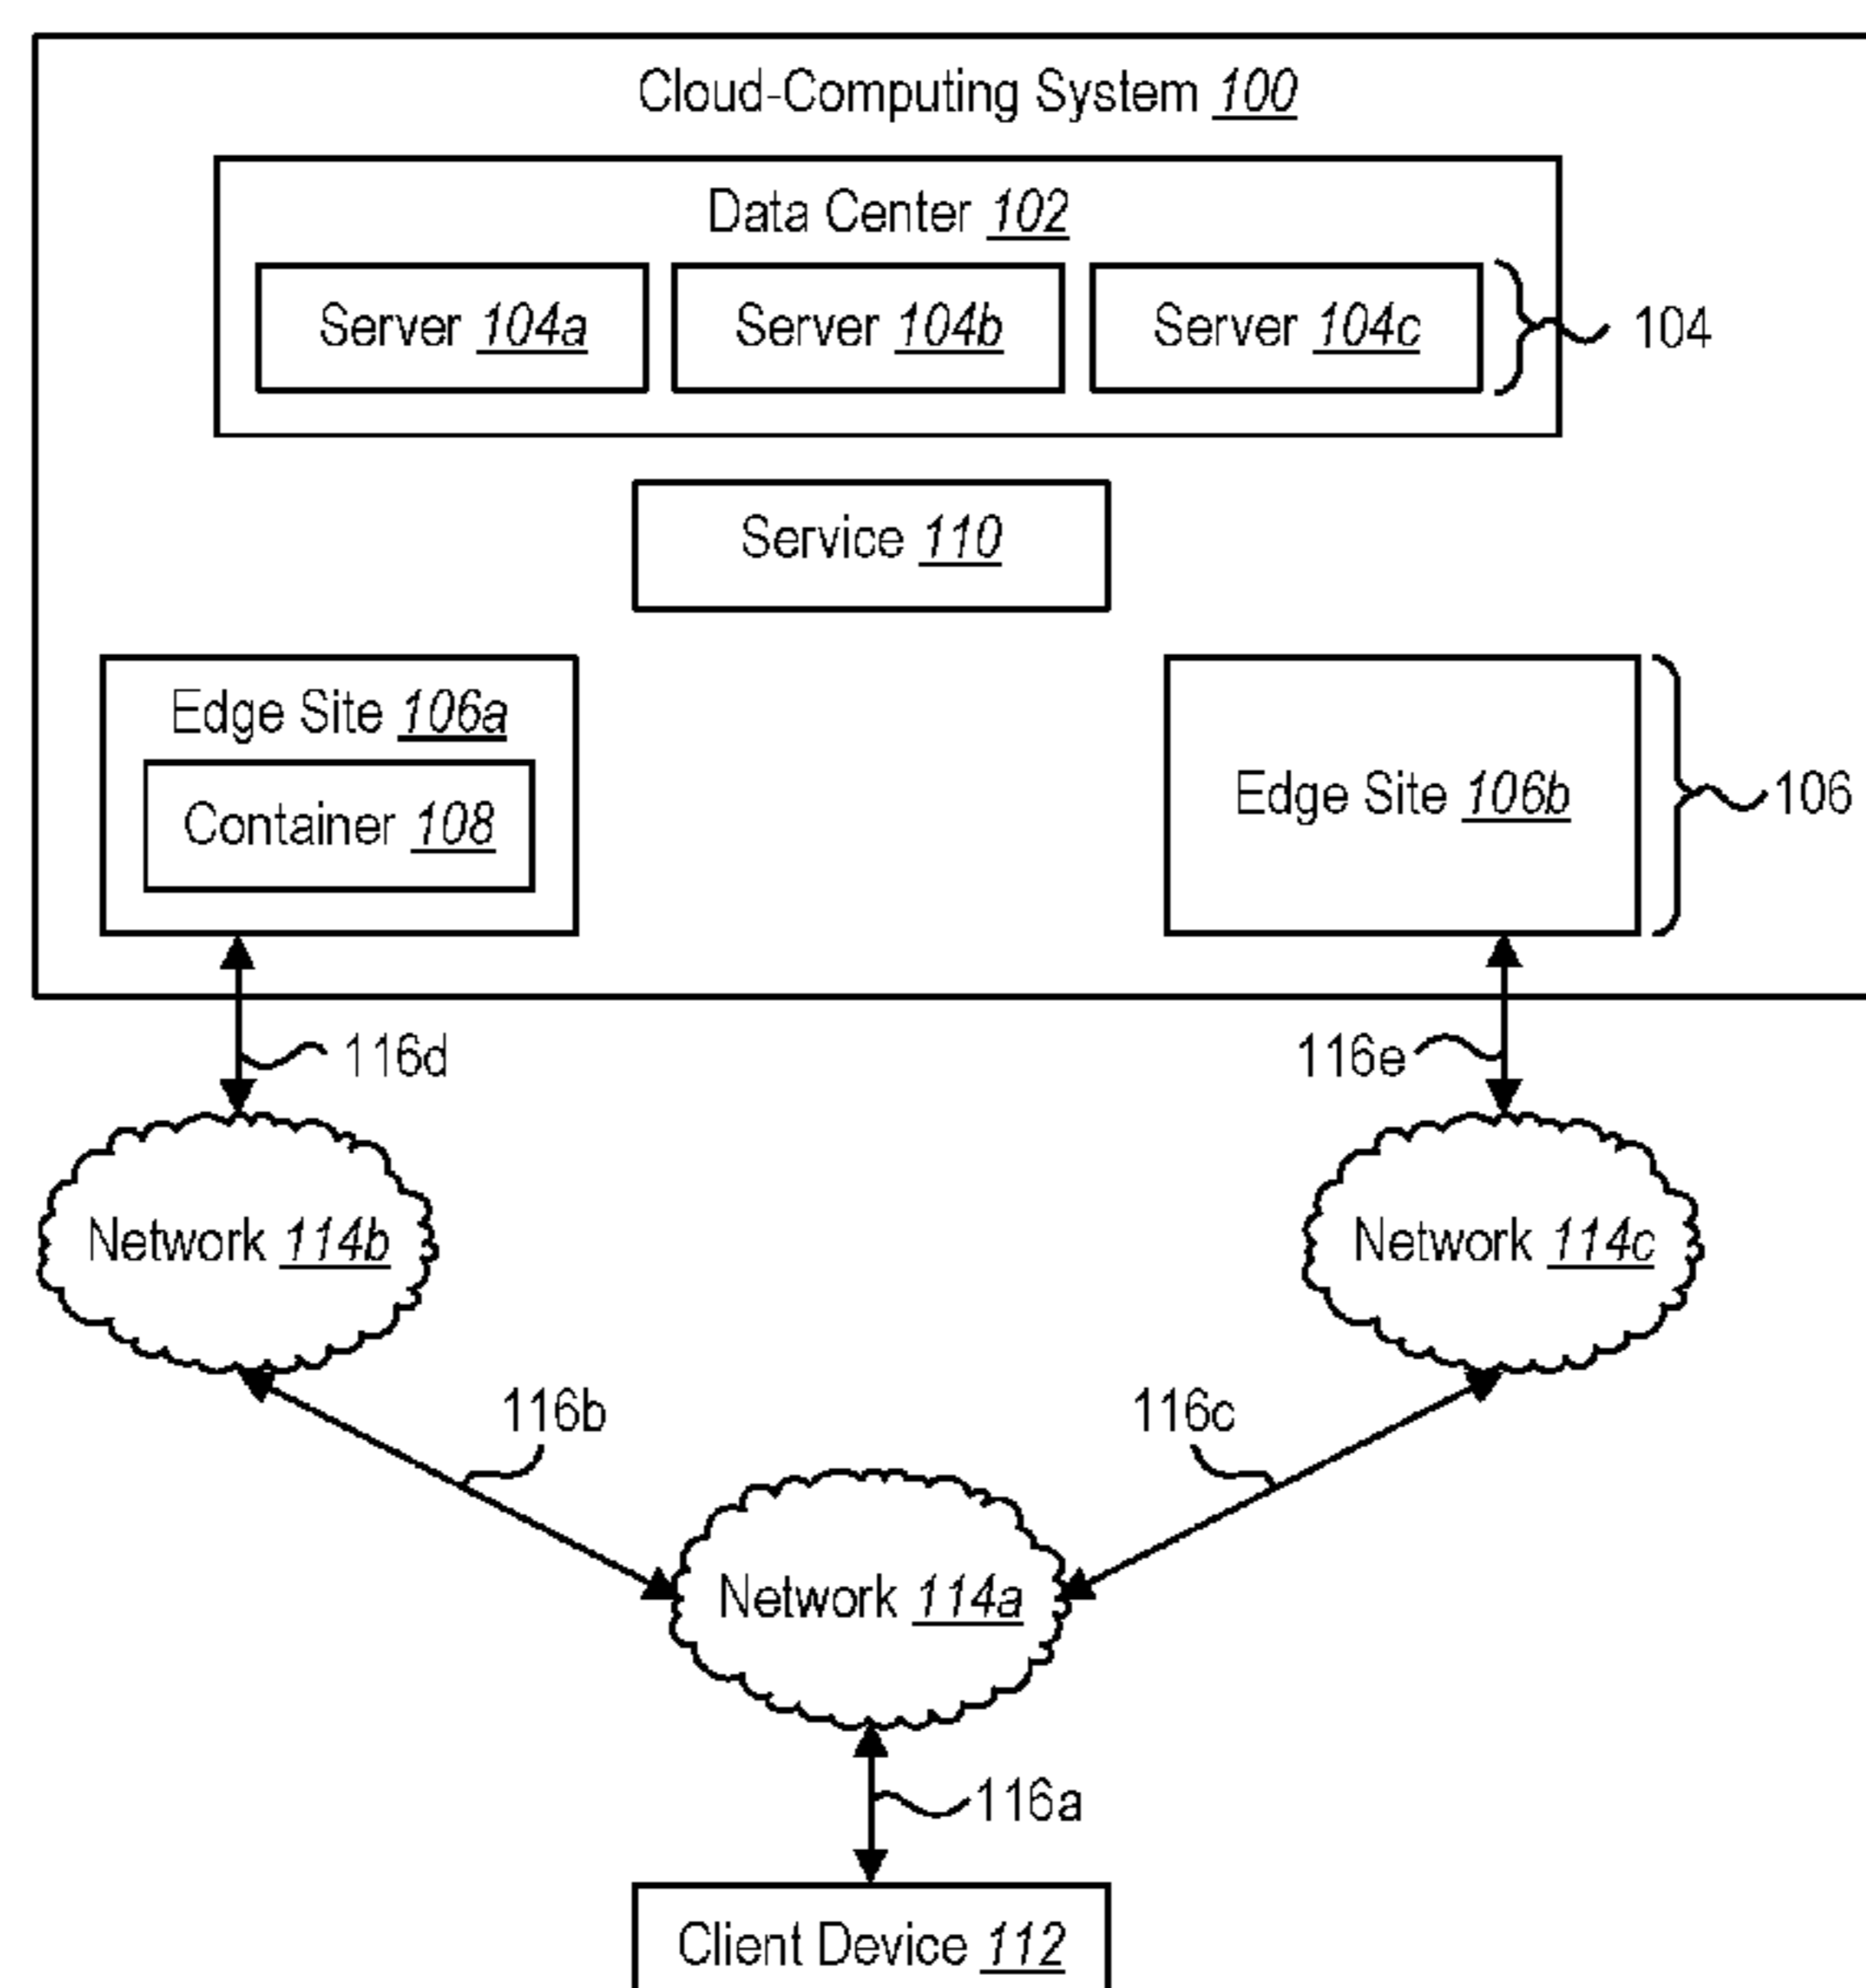 Cloud-Computing System 100
Data Center 102
Server 104a
Server 104b
Server 104c
104
Service 110
Edge Site 106a
Container 108
Edge Site 106b
106
116d
116e
Network 114b
Network 114c
116b
116c
Network 114a
116a
Client Device 112